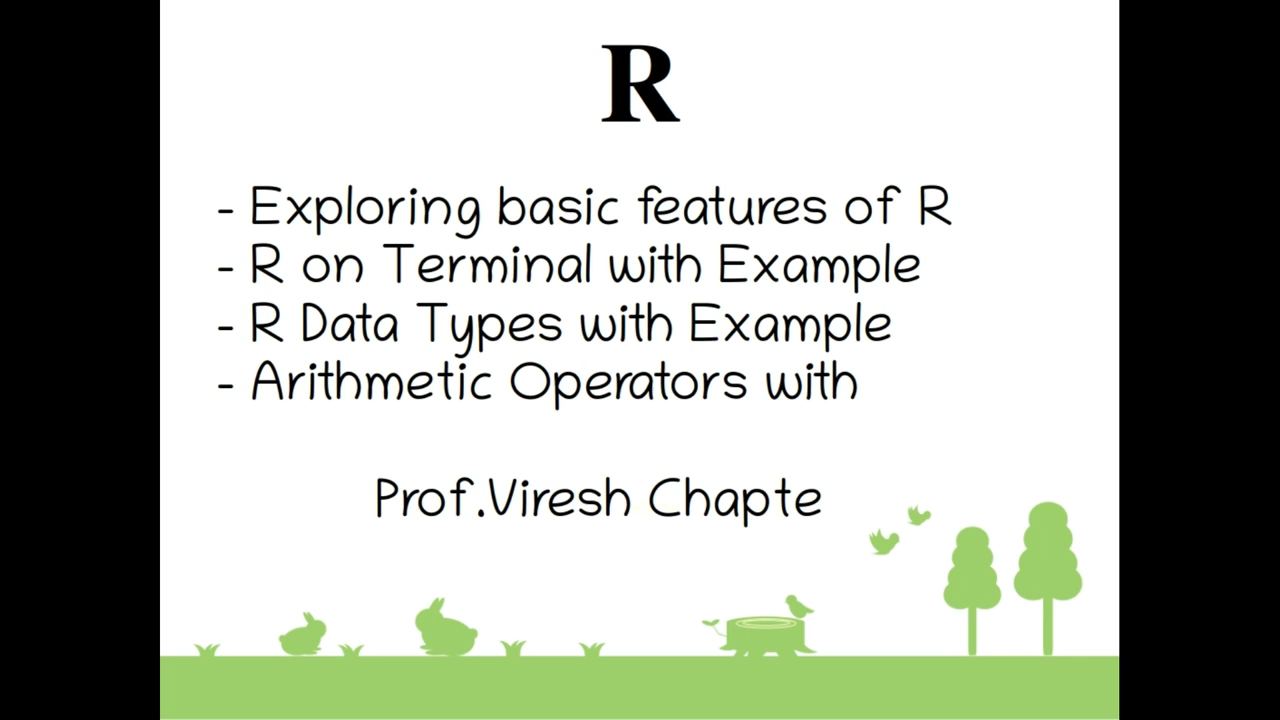 R
- Exploring basic features of R
- R on Terminal with Example
- R Data Types with Example
- Arithmetic Operators with
Prof.Viresh Chapte